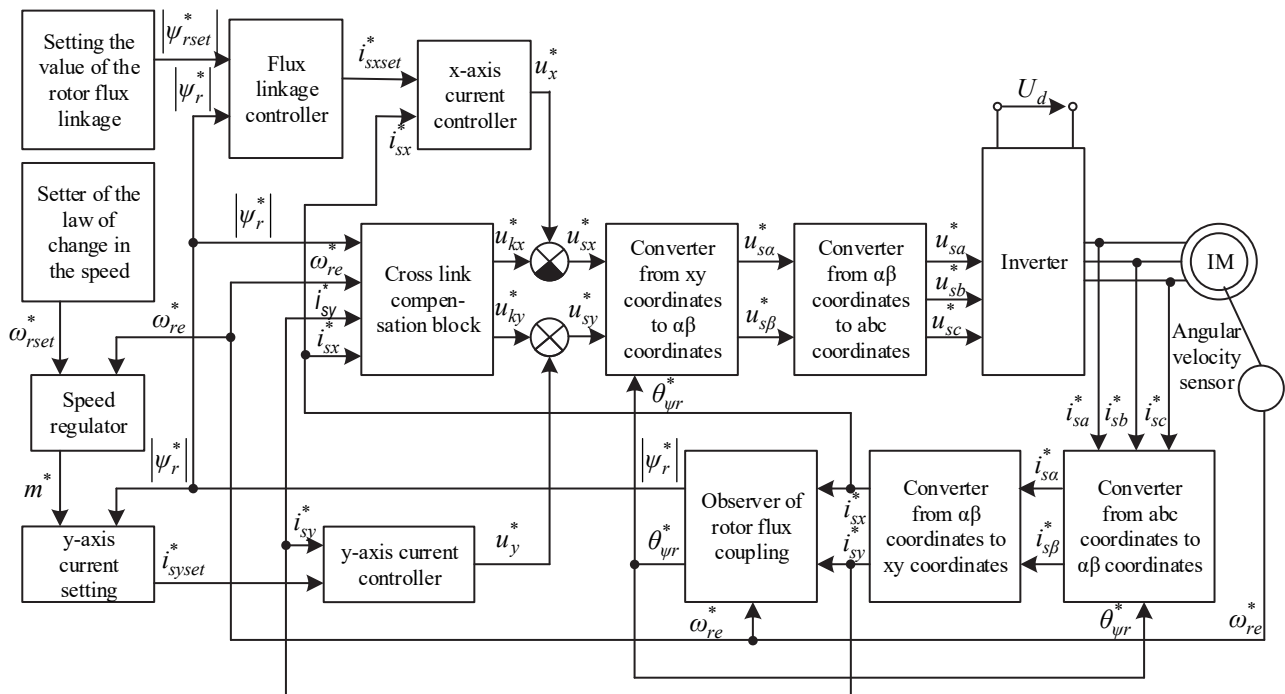 Setting the
value of the
rotor flux
linkage
|ψ*rset|
|ψ*r|
Flux
linkage
controller
i*sxset
i*sx
x-axis
current
controller
u*x
Setter of the
law of
change in
the speed
ω*rset
ω*re
Speed
regulator
m*
|ψ*r|
y-axis
current
setting
i*syset
|ψ*r|
ω*re
i*sy
i*sx
Cross link
compen-
sation block
u*kx
u*ky
u*sx
u*sy
Converter
from xy
coordinates
to αβ
coordinates
θ*ψr
u*sα
u*sβ
Converter
from αβ
coordinates
to abc
coordinates
u*sa
u*sb
u*sc
Ud
Inverter
IM
Angular
velocity
sensor
i*sa
i*sb
i*sc
i*sy
y-axis current
controller
u*y
|ψ*r|
θ*ψr
Observer of
rotor flux
coupling
i*sx
i*sy
ω*re
Converter
from αβ
coordinates to
xy coordinates
i*sα
i*sβ
Converter
from abc
coordinates to
αβ coordinates
θ*ψr
ω*re